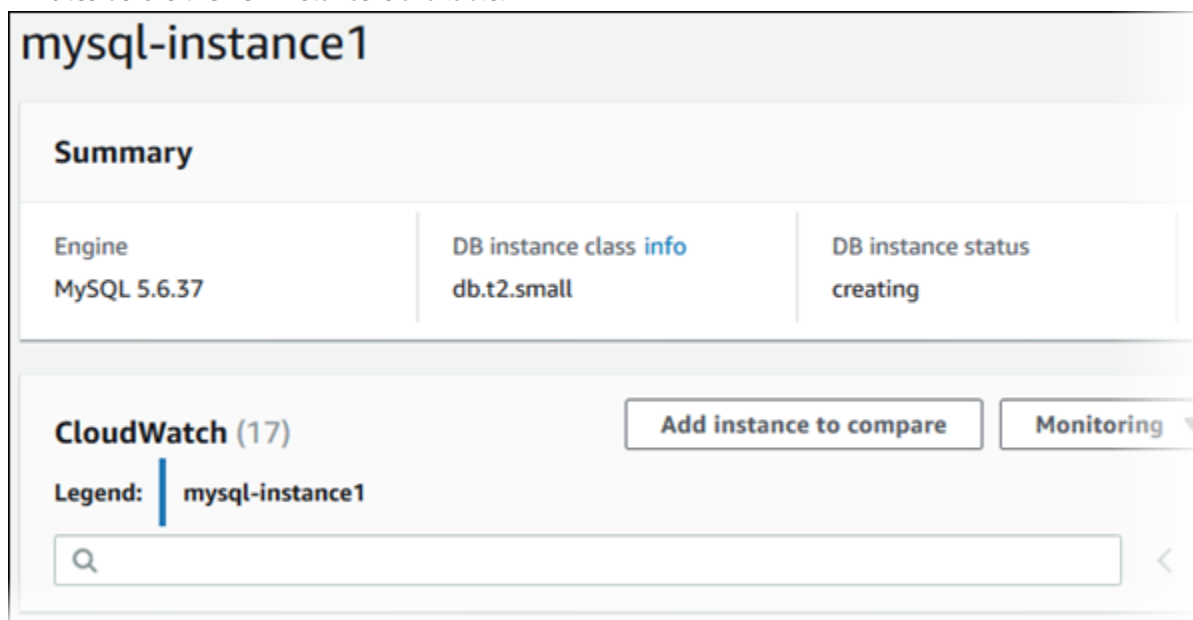 mysql-instance1
Summary
Engine
DB instance class info
DB instance status
MySQL 5.6.37
db.t2.small
creating
CloudWatch (17)
Add instance to compare
Monitoring
Legend:
mysql-instance1